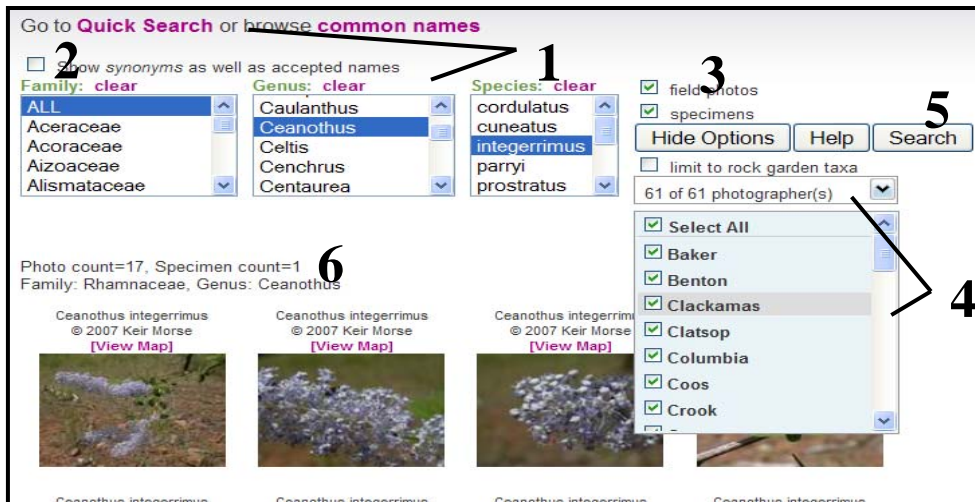 Go to Quick Search or browse common names
1
2
Show synonyms as well as accepted names
3
Family: clear
Genus: clear
Species: clear
field photos
specimens
5
ALL
Aceraceae
Acoraceae
Aizoaceae
Alismataceae
Caulanthus
Ceanothus
Celtis
Cenchrus
Centaurea
cordulatus
cuneatus
integerrimus
parryi
prostratus
Hide Options Help Search
limit to rock garden taxa
61 of 61 photographer(s)
Select All
Baker
Benton
Clackamas
Clatsop
Columbia
Coos
Crook
4
Photo count=17, Specimen count=1
6
Family: Rhamnaceae, Genus: Ceanothus
Ceanothus integerrimus
© 2007 Keir Morse
[View Map]
Ceanothus integerrimus
© 2007 Keir Morse
[View Map]
Ceanothus
© 2007 Keir Morse
[View Map]